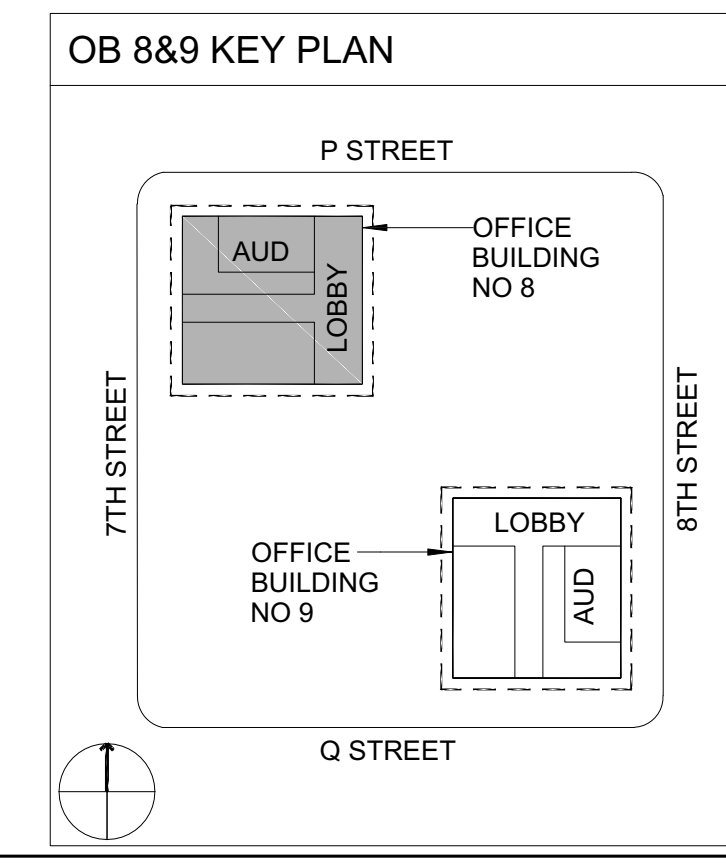 OB 8&9 KEY PLAN
P STREET
AUD
LOBBY
OFFICE
BUILDING
NO 8
7TH STREET
8TH STREET
LOBBY
AUD
OFFICE
BUILDING
NO 9
Q STREET